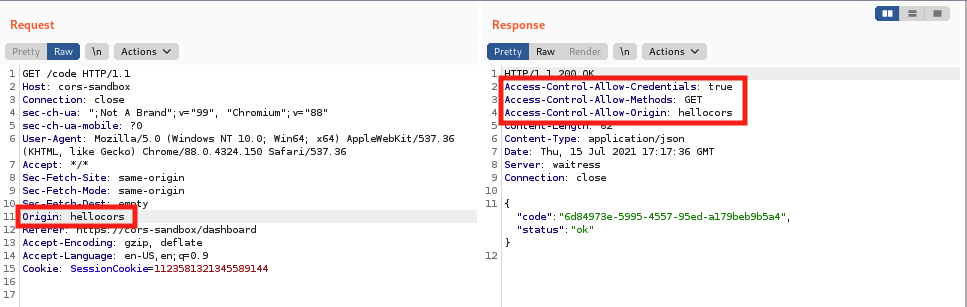 Request
Pretty Raw \n Actions
1 GET /code HTTP/1.1
2 Host: cors-sandbox
3 Connection: close
4 sec-ch-ua: ";Not A Brand";v="99", "Chromium";v="88"
5 sec-ch-ua-mobile: ?0
6 User-Agent: Mozilla/5.0 (Windows NT 10.0; Win64; x64) AppleWebKit/537.36
(KHTML, like Gecko) Chrome/88.0.4324.150 Safari/537.36
7 Accept: */*
8 Sec-Fetch-Site: same-origin
9 Sec-Fetch-Mode: same-origin
10 Sec-Fetch-Dest: empty
11 Origin: hellocors
12 Referer: https://cors-sandbox/dashboard
13 Accept-Encoding: gzip, deflate
14 Accept-Language: en-US,en;q=0.9
15 Cookie: SessionCookie=1123581321345589144
16
17
Response
Pretty Raw Render \n Actions
1 HTTP/1.1 200 OK
2 Access-Control-Allow-Credentials: true
3 Access-Control-Allow-Methods: GET
4 Access-Control-Allow-Origin: hellocors
5 Content-Length: 62
6 Content-Type: application/json
7 Date: Thu, 15 Jul 2021 17:17:36 GMT
8 Server: waitress
9 Connection: close
10
11 {
"code":"6d84973e-5995-4557-95ed-a179beb9b5a4",
"status":"ok"
}
12